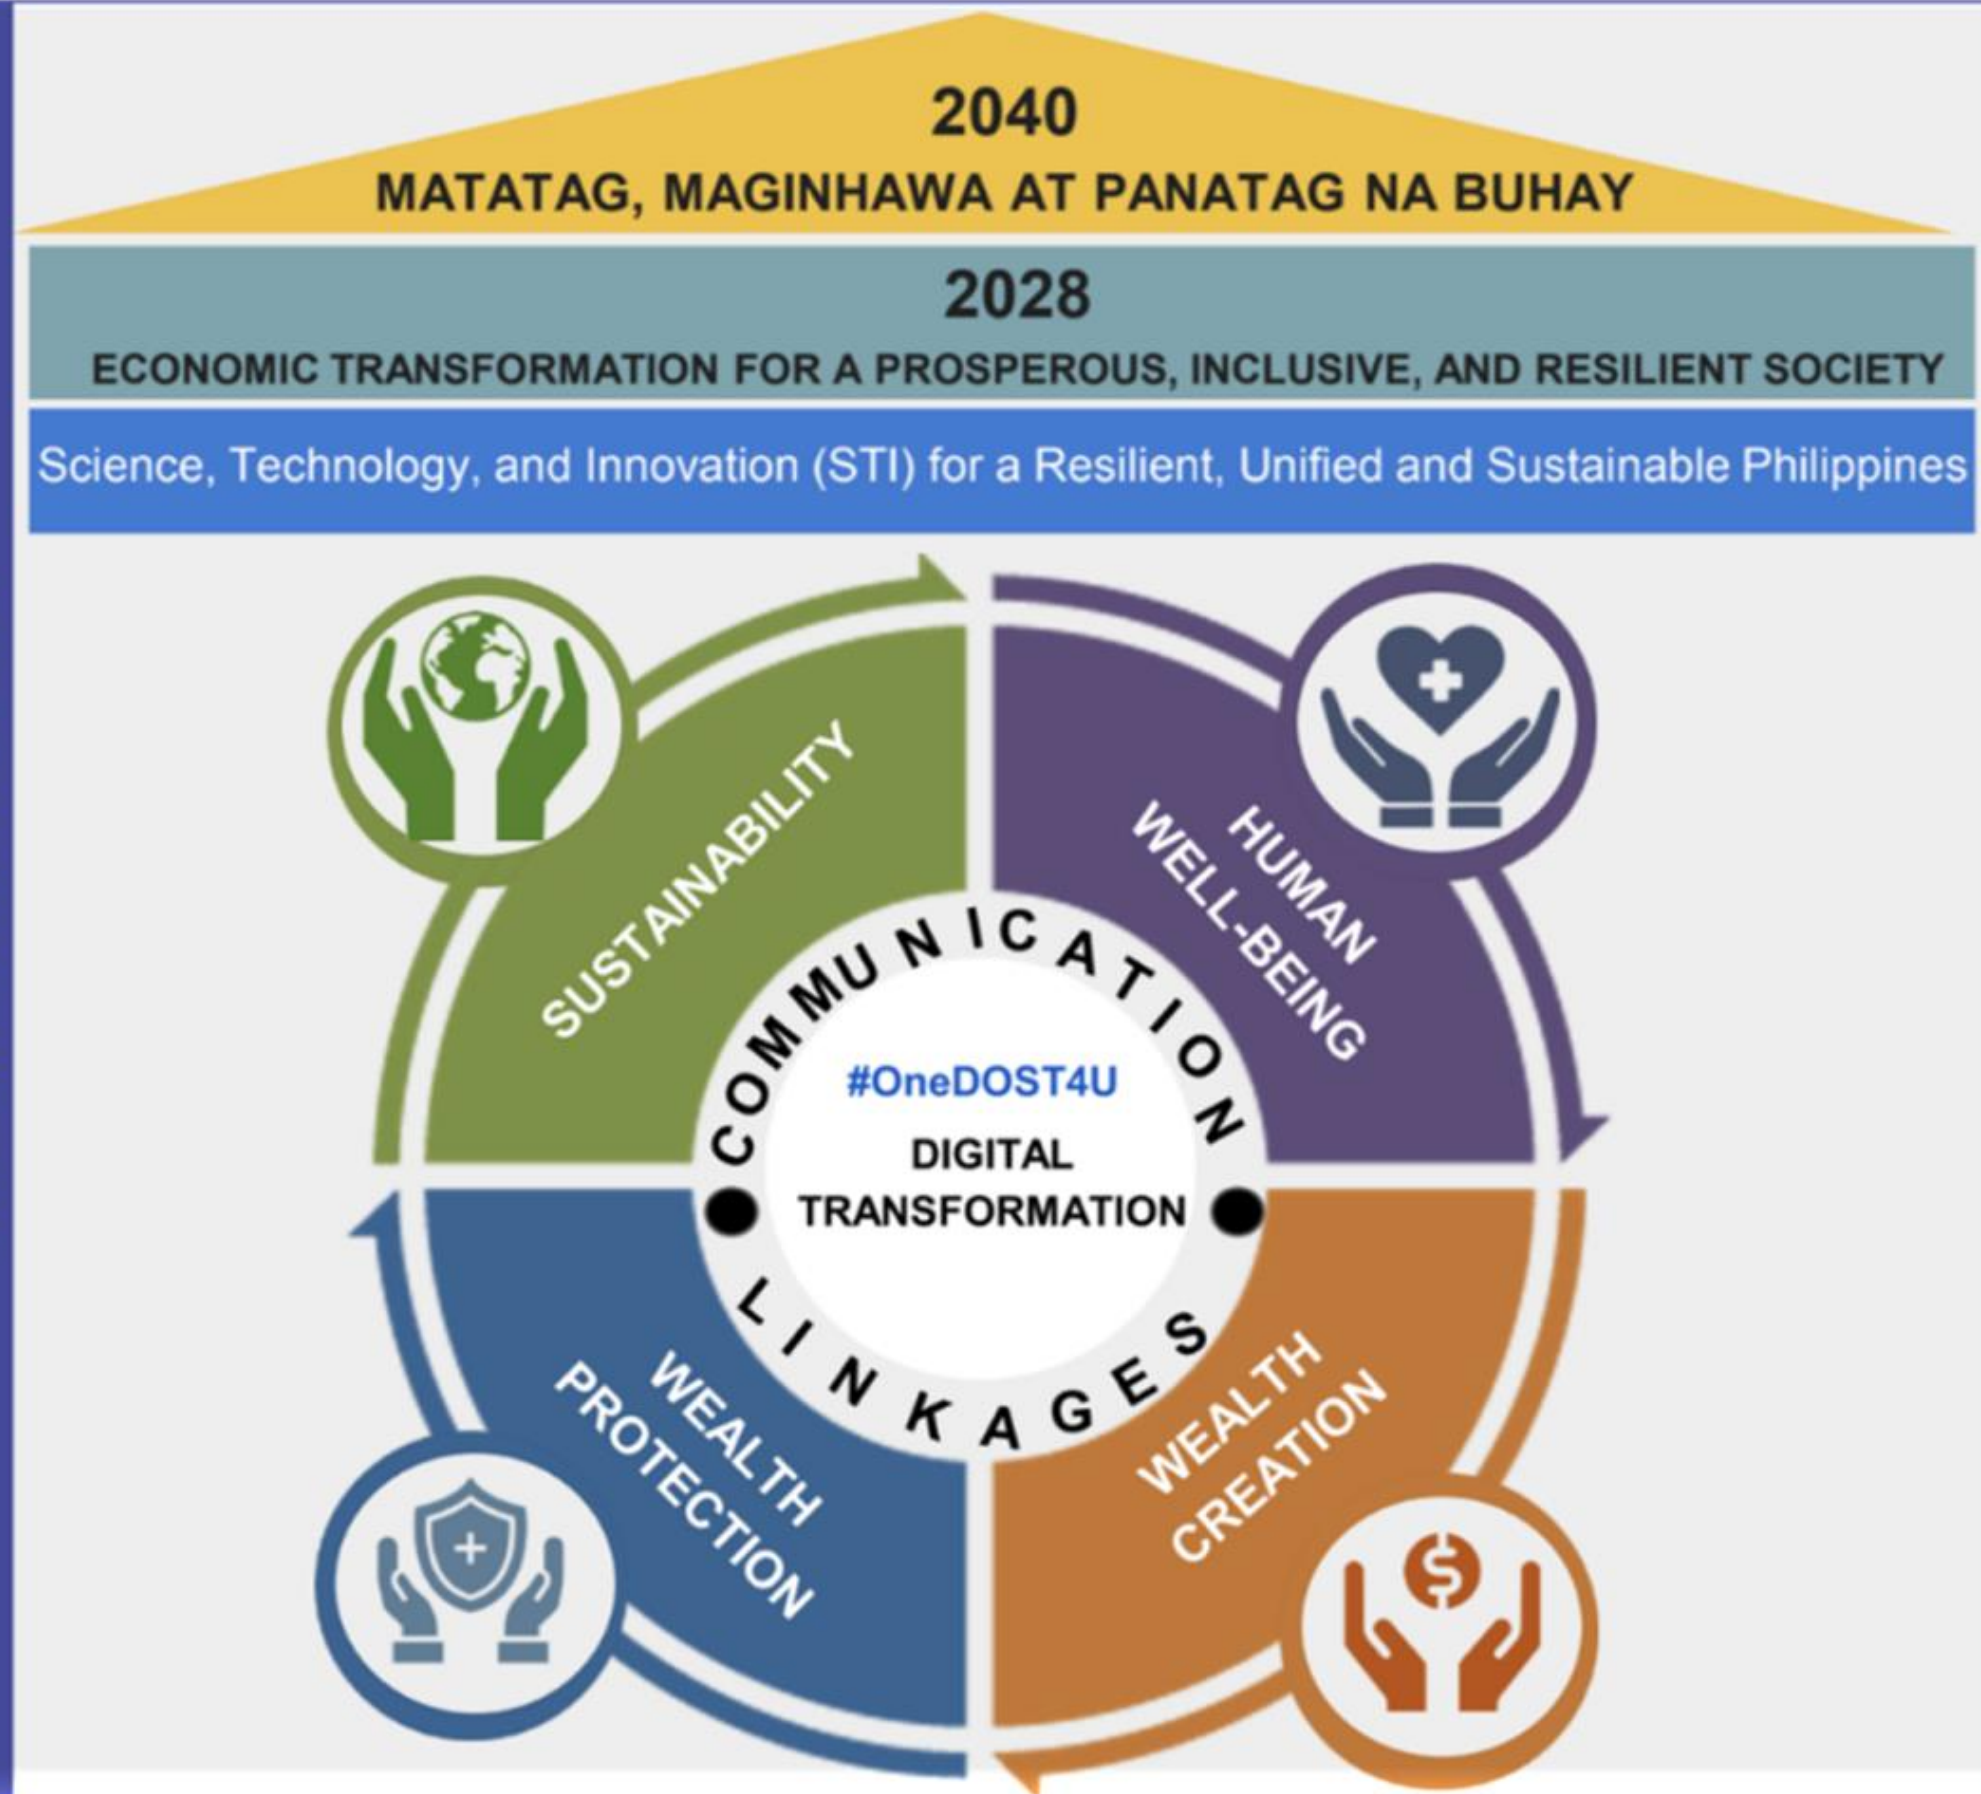 2040
MATATAG, MAGINHAWA AT PANATAG NA BUHAY
2028
ECONOMIC TRANSFORMATION FOR A PROSPEROUS, INCLUSIVE, AND RESILIENT SOCIETY
Science, Technology, and Innovation (STI) for a Resilient, Unified and Sustainable Philippines
SUSTAINABILITY
HUMAN
WELL-BEING
COMMUNICATION
#OneDOST4U
DIGITAL
TRANSFORMATION
LINKAGES
WEALTH
PROTECTION
WEALTH
CREATION